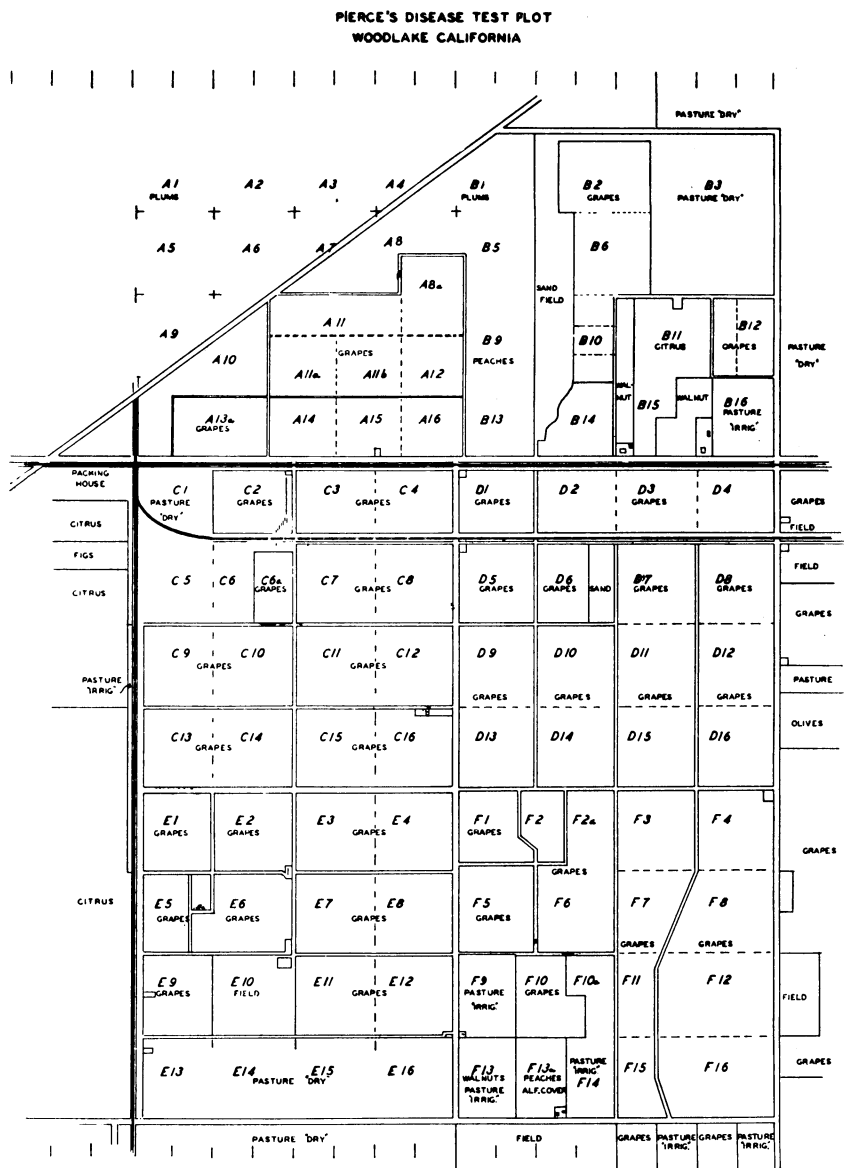 PIERCE'S DISEASE TEST PLOT
WOODLAKE CALIFORNIA
PASTURE "DRY"
A1 A2 A3 A4 B1 B2 B3
PLUMS PLUMS GRAPES PASTURE "DRY"
A5 A6 A7 A8 B5 B6
A8a SAND
FIELD
A9 A10 A11 B9 B10 B11 B12
GRAPES PEACHES CITRUS GRAPES PASTURE
"DRY"
A11a A11b A12 WAL-
NUT B15 WALNUT B16
A13a A14 A15 A16 B13 B14 PASTURE
GRAPES "IRRIG"
PACKING
HOUSE C1 C2 C3 C4 D1 D2 D3 D4
PASTURE
"DRY" GRAPES GRAPES GRAPES GRAPES GRAPES
CITRUS FIELD
FIGS FIELD
C5 C6 C6a C7 C8 D5 D6 D7 D8
CITRUS GRAPES GRAPES GRAPES GRAPES SAND GRAPES GRAPES
GRAPES
C9 C10 C11 C12 D9 D10 D11 D12
GRAPES GRAPES
PASTURE
"IRRIG" GRAPES GRAPES GRAPES GRAPES PASTURE
OLIVES
C13 C14 C15 C16 D13 D14 D15 D16
GRAPES GRAPES
E1 E2 E3 E4 F1 F2 F2a F3 F4
GRAPES GRAPES GRAPES GRAPES
GRAPES
GRAPES
CITRUS E5 E6 E7 E8 F5 F6 F7 F8
GRAPES GRAPES GRAPES GRAPES
GRAPES GRAPES
E9 E10 E11 E12 F9 F10 F10a F11 F12
GRAPES FIELD GRAPES PASTURE
"IRRIG." GRAPES FIELD
E13 E14 E15 E16 F13 F13a PASTURE
"IRRIG"
F14 F15 F16 GRAPES
PASTURE "DRY" WALNUTS
PASTURE
"IRRIG." PEACHES
ALF. COVER
PASTURE "DRY" FIELD GRAPES PASTURE
"IRRIG." GRAPES PASTURE
"IRRIG."